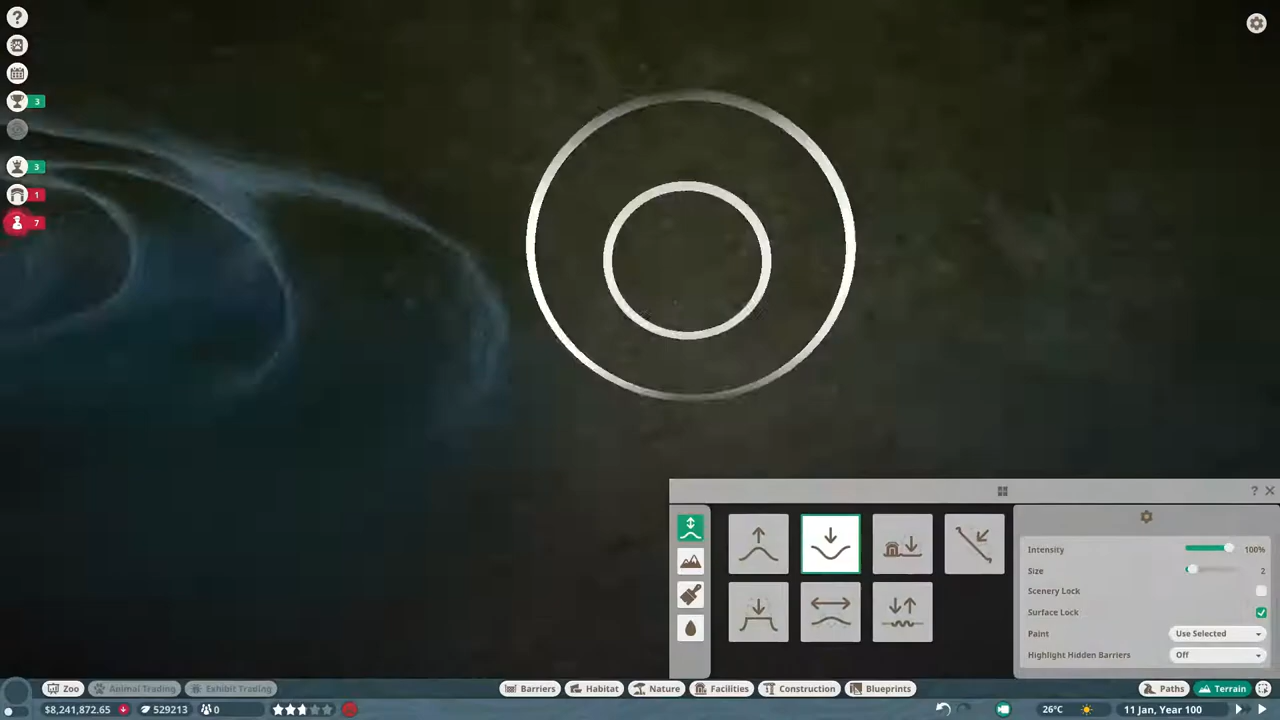 ?
3
3
1
7
? ×
Intensity 100%
Size 2
Scenery Lock
Surface Lock
Paint Use Selected
Highlight Hidden Barriers Off
Zoo Animal Trading Exhibit Trading Barriers Habitat Nature Facilities Construction Blueprints Paths Terrain
$8,241,872.65 529213 0 26°C 11 Jan, Year 100